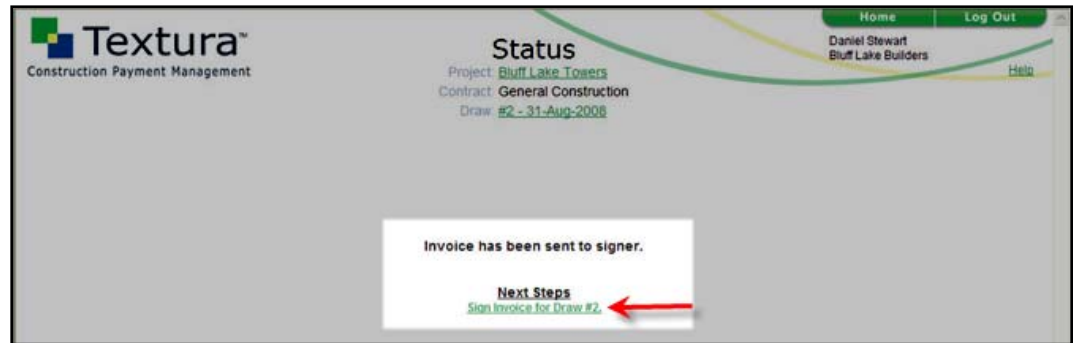 Textura™
Construction Payment Management
Status
Project: Bluff Lake Towers
Contract: General Construction
Draw: #2 - 31-Aug-2008
Home
Log Out
Daniel Stewart
Bluff Lake Builders
Help
Invoice has been sent to signer.
Next Steps
Sign Invoice for Draw #2.